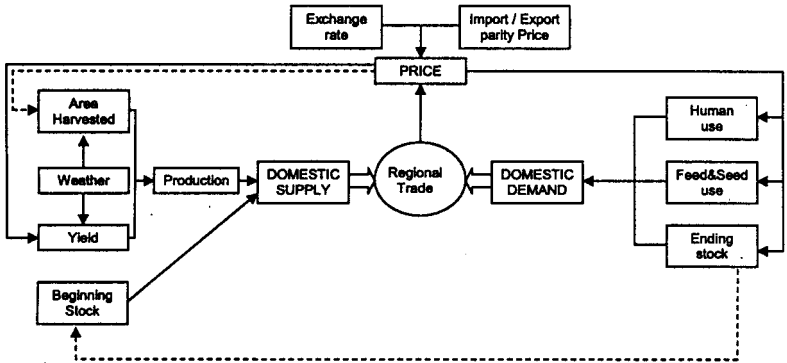 Exchange
rate
Import / Export
parity Price
PRICE
Area
Harvested
Weather
Yield
Production
DOMESTIC
SUPPLY
Regional
Trade
DOMESTIC
DEMAND
Human
use
Feed&Seed
use
Ending
stock
Beginning
Stock